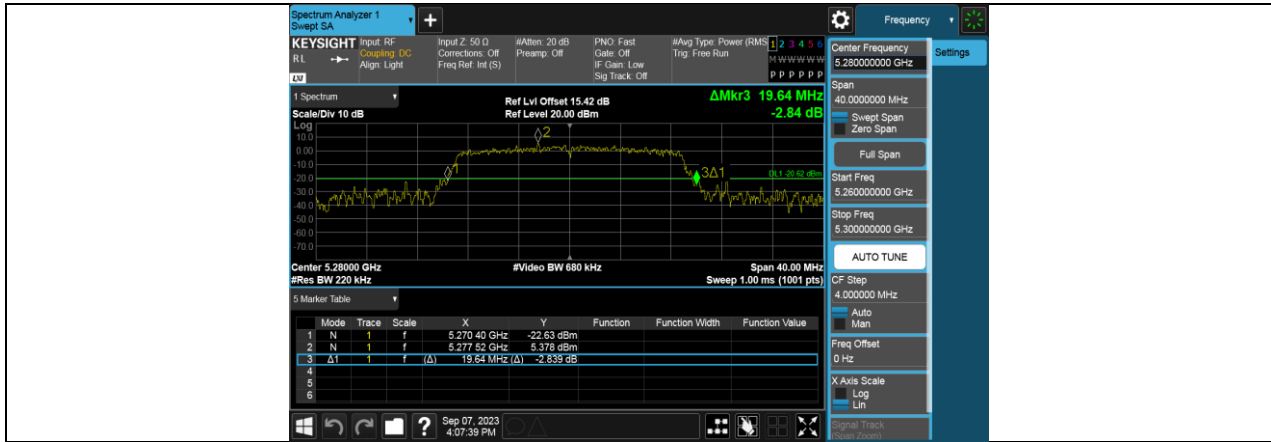 Spectrum Analyzer 1
Swept SA
+
Frequency
KEYSIGHT Input: RF Input Z: 50 Ω #Atten: 20 dB PNO: Fast #Avg Type: Power (RMS 1 2 3 4 5 6
RL Coupling: DC Corrections: Off Preamp: Off Gate: Off Trig: Free Run M W W W W W
Align: Light Freq Ref: Int (S) IF Gain: Low
LXI Sig Track: Off P P P P P P
1 Spectrum
Ref Lvl Offset 15.42 dB ΔMkr3 19.64 MHz
Scale/Div 10 dB Ref Level 20.00 dBm -2.84 dB
Log
10.0
0.00
-10.0
-20.0
-30.0
-40.0
-50.0
-60.0
-70.0
2
3Δ1
DL1 -20.62 dBm
Center 5.28000 GHz #Video BW 680 kHz Span 40.00 MHz
#Res BW 220 kHz Sweep 1.00 ms (1001 pts)
5 Marker Table
Mode Trace Scale X Y Function Function Width Function Value
1 N 1 f 5.270 40 GHz -22.63 dBm
2 N 1 f 5.277 52 GHz 5.378 dBm
3 Δ1 1 f (Δ) 19.64 MHz (Δ) -2.839 dB
4
5
6
?
Sep 07, 2023
4:07:39 PM
Center Frequency
5.280000000 GHz
Span
40.0000000 MHz
Swept Span
Zero Span
Full Span
Start Freq
5.260000000 GHz
Stop Freq
5.300000000 GHz
AUTO TUNE
CF Step
4.000000 MHz
Auto
Man
Freq Offset
0 Hz
X Axis Scale
Log
Lin
Signal Track
(Span Zoom)
Settings